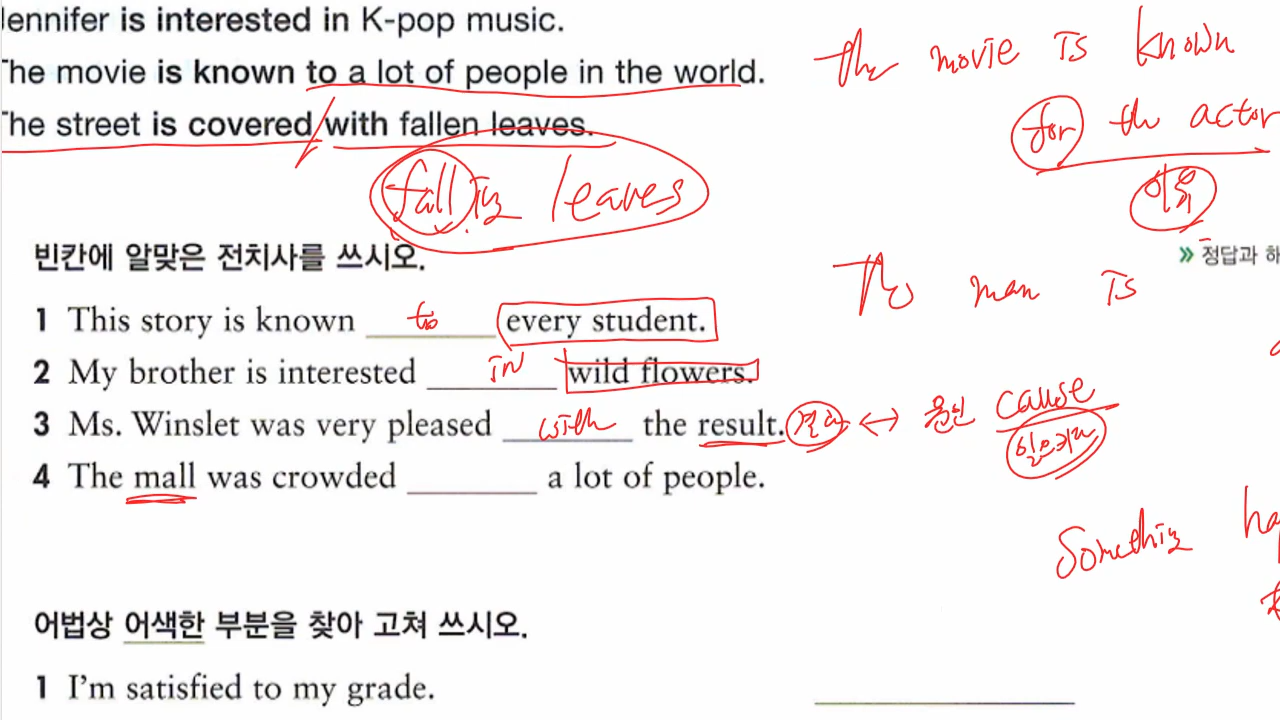 Jennifer is interested in K-pop music.
The movie is known to a lot of people in the world.
The street is covered with fallen leaves.
falling leaves
the movie is known
for the actor
이유
빈칸에 알맞은 전치사를 쓰시오.
» 정답과 해
The man is
1 This story is known to every student.
2 My brother is interested in wild flowers.
3 Ms. Winslet was very pleased with the result. 결과 ↔ 원인 cause
일으키다
4 The mall was crowded ______ a lot of people.
Something
어법상 어색한 부분을 찾아 고쳐 쓰시오.
1 I'm satisfied to my grade.